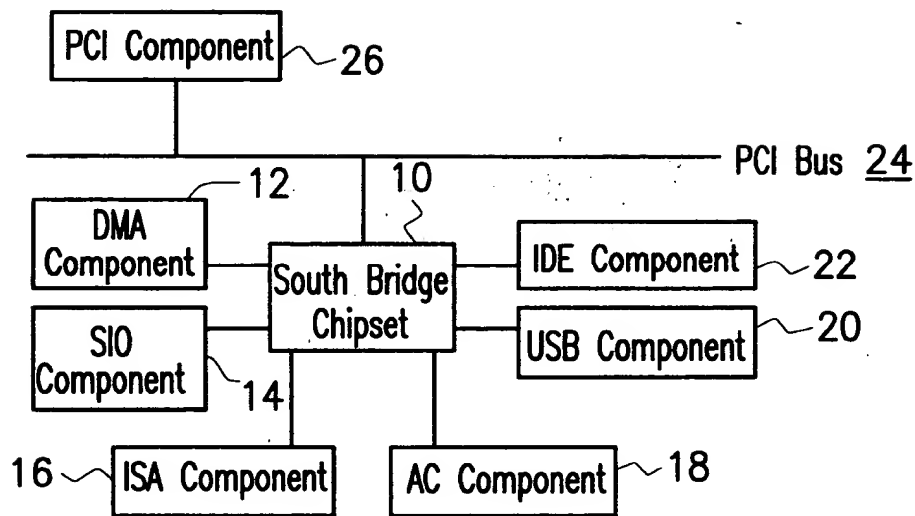 PCI Component
26
PCI Bus 24
12
10
DMA
Component
South Bridge
Chipset
IDE Component
22
SIO
Component
14
USB Component
20
16
ISA Component
AC Component
18